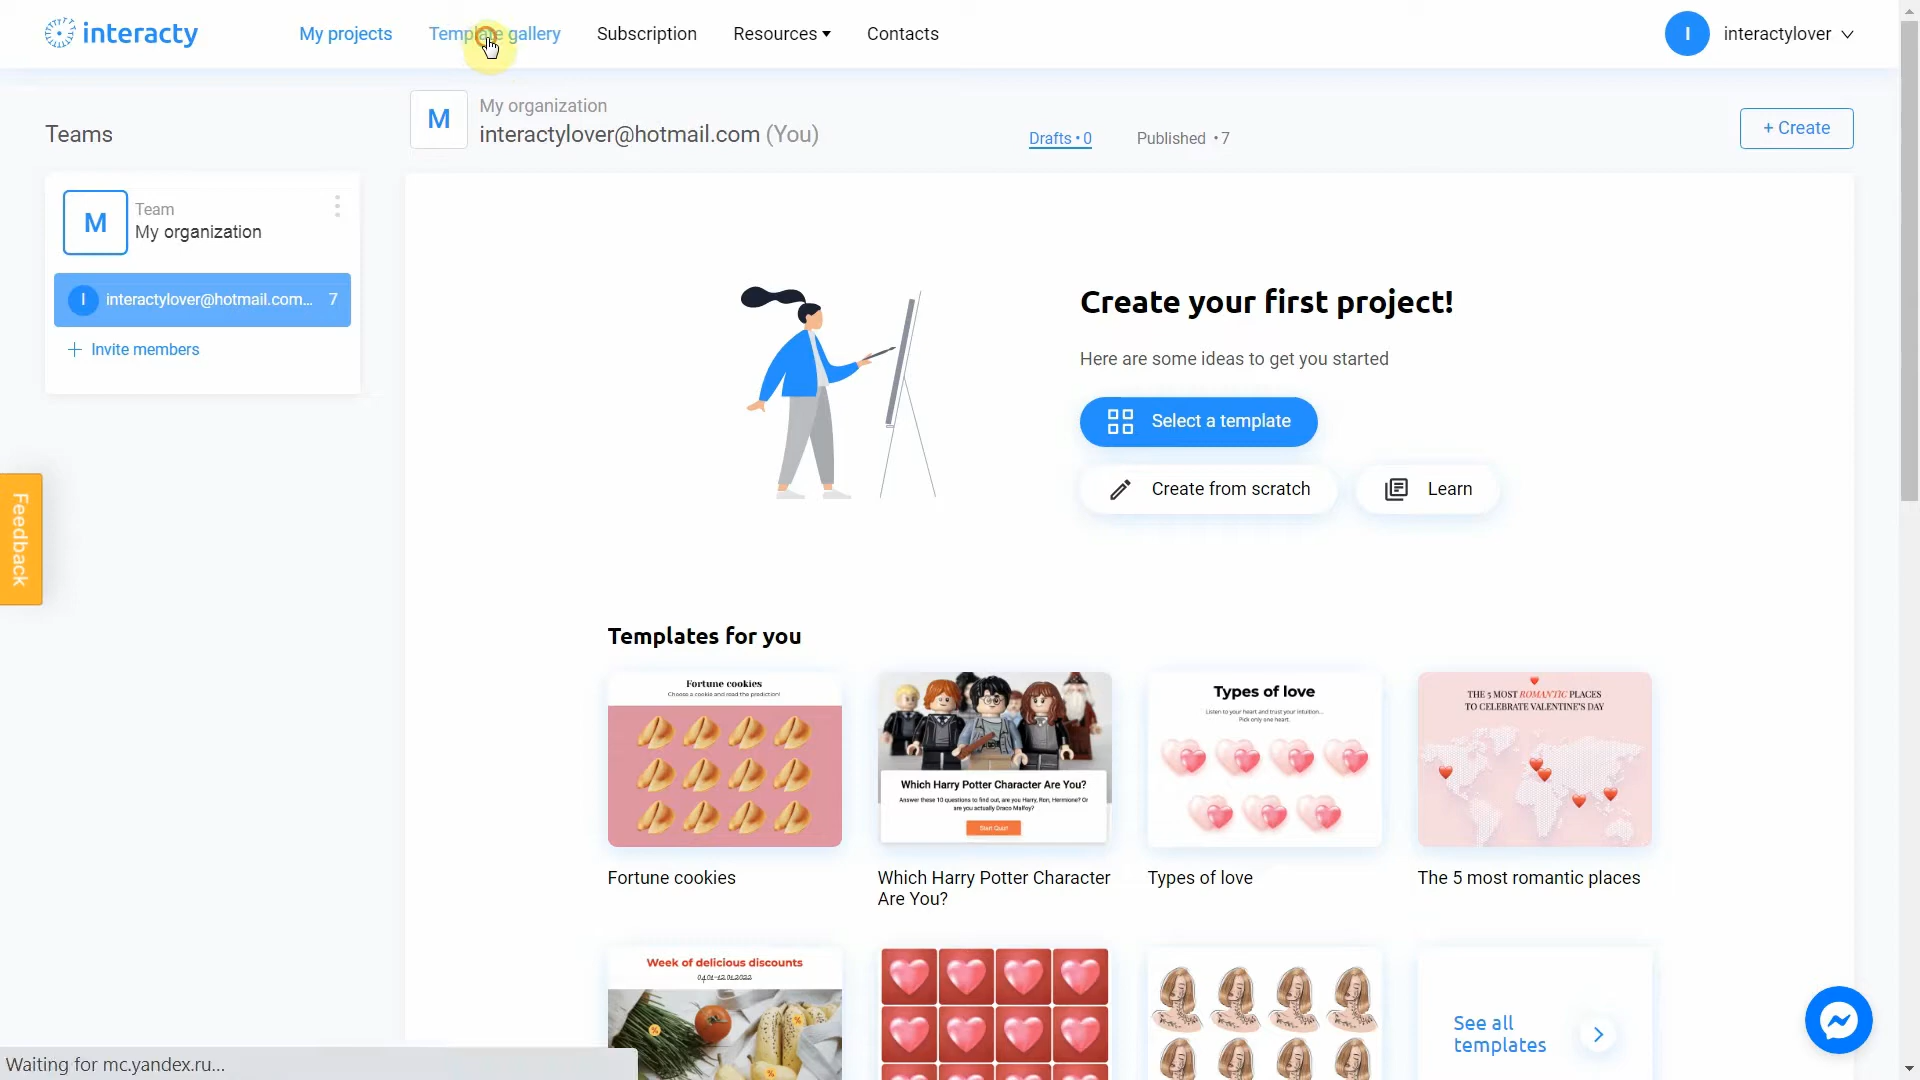 interacty
My projects
Template gallery
Subscription
Resources
Contacts
I
interactylover
Teams
M
My organization
interactylover@hotmail.com (You)
Drafts • 0
Published • 7
+ Create
M
Team
My organization
I
interactylover@hotmail.com...
7
+ Invite members
Create your first project!
Here are some ideas to get you started
Select a template
Create from scratch
Learn
Feedback
Templates for you
Fortune cookies
Choose a cookie and read the prediction!
Which Harry Potter Character Are You?
Answer these 10 questions to find out, are you Harry, Ron, Hermione? Or
are you actually Draco Malfoy?
Start Quiz!
Types of love
Listen to your heart and trust your intuition...
Pick only one heart.
THE 5 MOST ROMANTIC PLACES
TO CELEBRATE VALENTINE'S DAY
Fortune cookies
Which Harry Potter Character
Are You?
Types of love
The 5 most romantic places
Week of delicious discounts
04.01-12.01.2022
See all
templates
Waiting for mc.yandex.ru...